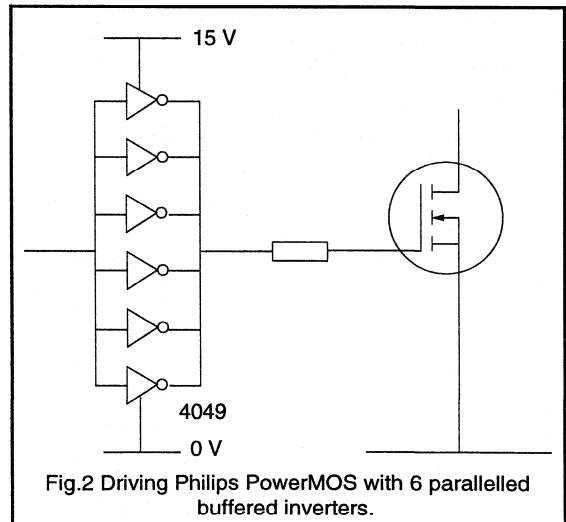 15 V
4049
0 V
Fig.2 Driving Philips PowerMOS with 6 parallelled
buffered inverters.